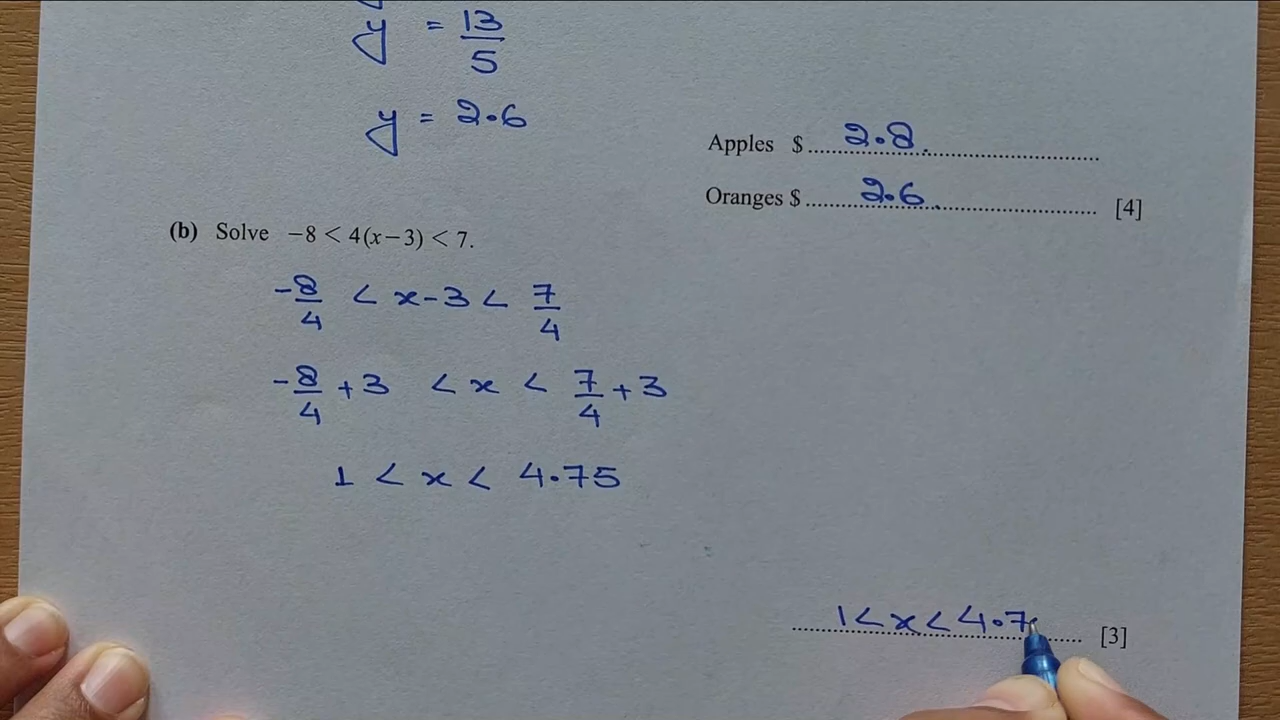 y = 13/5
y = 2.6
Apples $ 2.8
Oranges $ 2.6 [4]
(b) Solve −8 < 4(x−3) < 7.
-8/4 < x-3 < 7/4
-8/4 + 3 < x < 7/4 + 3
1 < x < 4.75
1 < x < 4.7 [3]